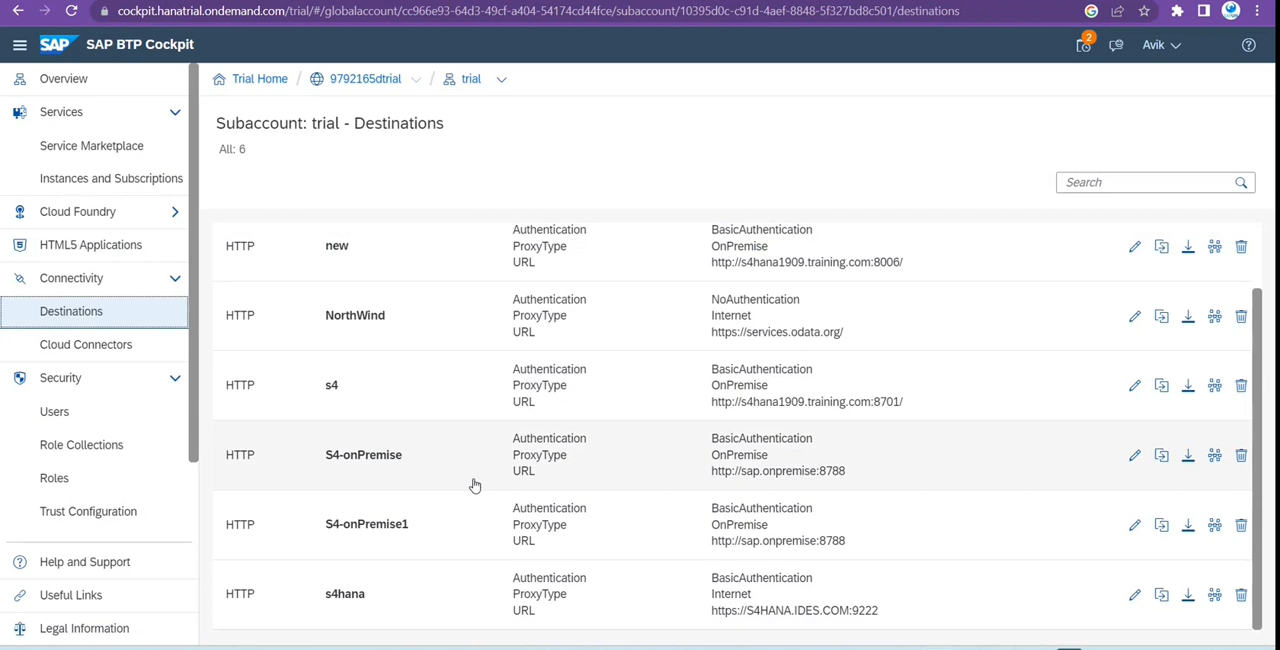 cockpit.hanatrial.ondemand.com/trial/#/globalaccount/cc966e93-64d3-49cf-a404-54174cd44fce/subaccount/10395d0c-c91d-4aef-8848-5f327bd8c501/destinations
SAP SAP BTP Cockpit
2
Avik
Overview
Services
Service Marketplace
Instances and Subscriptions
Cloud Foundry
HTML5 Applications
Connectivity
Destinations
Cloud Connectors
Security
Users
Role Collections
Roles
Trust Configuration
Help and Support
Useful Links
Legal Information
Trial Home / 9792165dtrial / trial
Subaccount: trial - Destinations
All: 6
Search
Authentication BasicAuthentication
HTTP new ProxyType OnPremise
URL http://s4hana1909.training.com:8006/
Authentication NoAuthentication
HTTP NorthWind ProxyType Internet
URL https://services.odata.org/
Authentication BasicAuthentication
HTTP s4 ProxyType OnPremise
URL http://s4hana1909.training.com:8701/
Authentication BasicAuthentication
HTTP S4-onPremise ProxyType OnPremise
URL http://sap.onpremise:8788
Authentication BasicAuthentication
HTTP S4-onPremise1 ProxyType OnPremise
URL http://sap.onpremise:8788
Authentication BasicAuthentication
HTTP s4hana ProxyType Internet
URL https://S4HANA.IDES.COM:9222